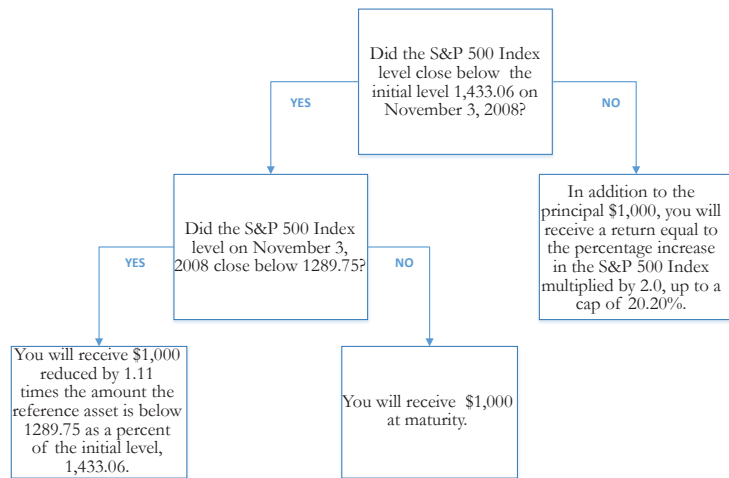 Did the S&P 500 Index
level close below the
initial level 1,433.06 on
November 3, 2008?
YES
NO
Did the S&P 500 Index
level on November 3,
2008 close below 1289.75?
In addition to the
principal $1,000, you will
receive a return equal to
the percentage increase
in the S&P 500 Index
multiplied by 2.0, up to a
cap of 20.20%.
YES
NO
You will receive $1,000
reduced by 1.11
times the amount the
reference asset is below
1289.75 as a percent
of the initial level,
1,433.06.
You will receive $1,000
at maturity.